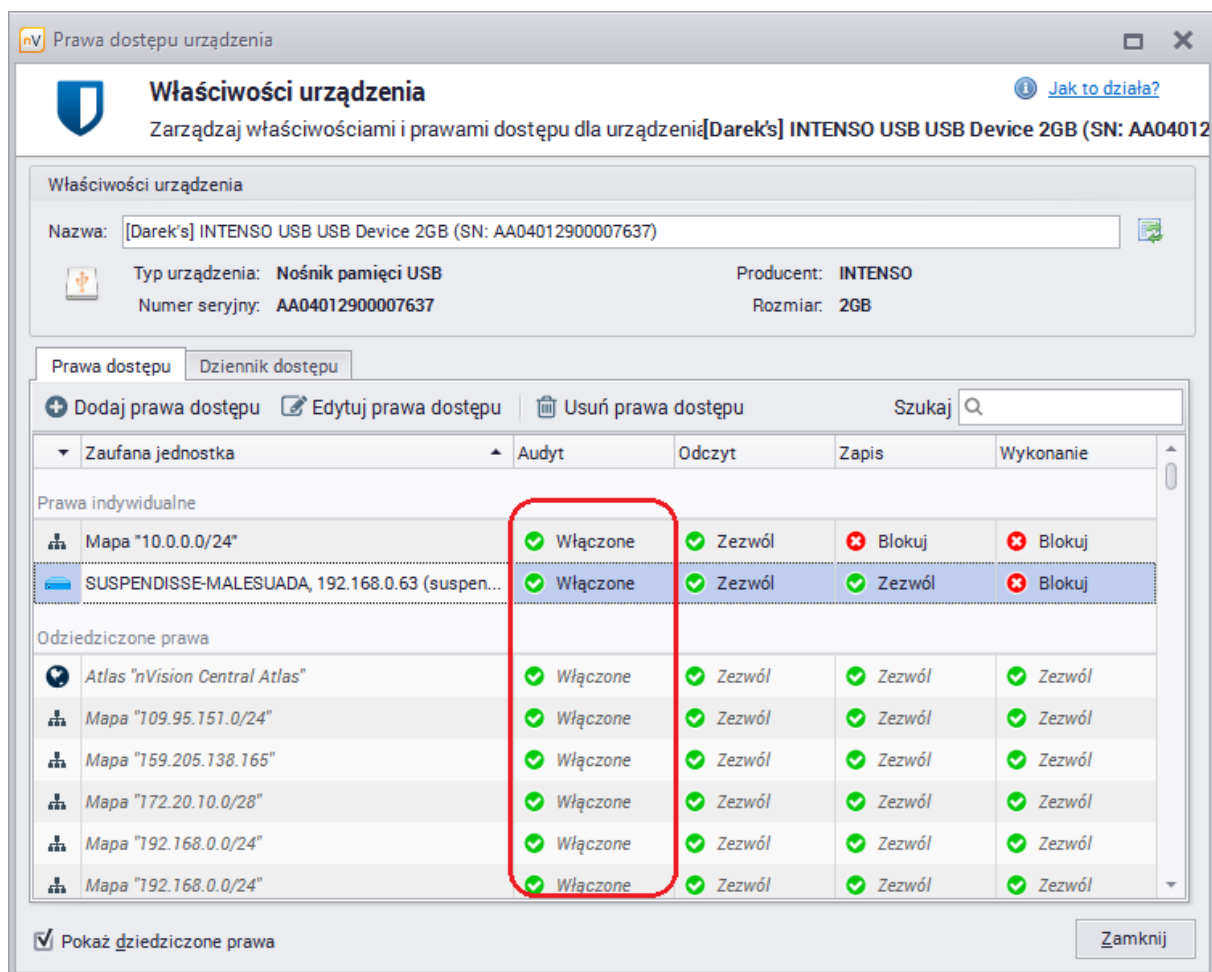 nV Prawa dostępu urządzenia
Właściwości urządzenia
Jak to działa?
Zarządzaj właściwościami i prawami dostępu dla urządzenia[Darek's] INTENSO USB USB Device 2GB (SN: AA04012
Właściwości urządzenia
Nazwa: [Darek's] INTENSO USB USB Device 2GB (SN: AA04012900007637)
Typ urządzenia: Nośnik pamięci USB Producent: INTENSO
Numer seryjny: AA04012900007637 Rozmiar: 2GB
Prawa dostępu Dziennik dostępu
Dodaj prawa dostępu Edytuj prawa dostępu Usuń prawa dostępu Szukaj
Zaufana jednostka Audyt Odczyt Zapis Wykonanie
Prawa indywidualne
Mapa "10.0.0.0/24" Włączone Zezwól Blokuj Blokuj
SUSPENDISSE-MALESUADA, 192.168.0.63 (suspen... Włączone Zezwól Zezwól Blokuj
Odziedziczone prawa
Atlas "nVision Central Atlas" Włączone Zezwól Zezwól Zezwól
Mapa "109.95.151.0/24" Włączone Zezwól Zezwól Zezwól
Mapa "159.205.138.165" Włączone Zezwól Zezwól Zezwól
Mapa "172.20.10.0/28" Włączone Zezwól Zezwól Zezwól
Mapa "192.168.0.0/24" Włączone Zezwól Zezwól Zezwól
Mapa "192.168.0.0/24" Włączone Zezwól Zezwól Zezwól
Pokaż dziedziczone prawa Zamknij